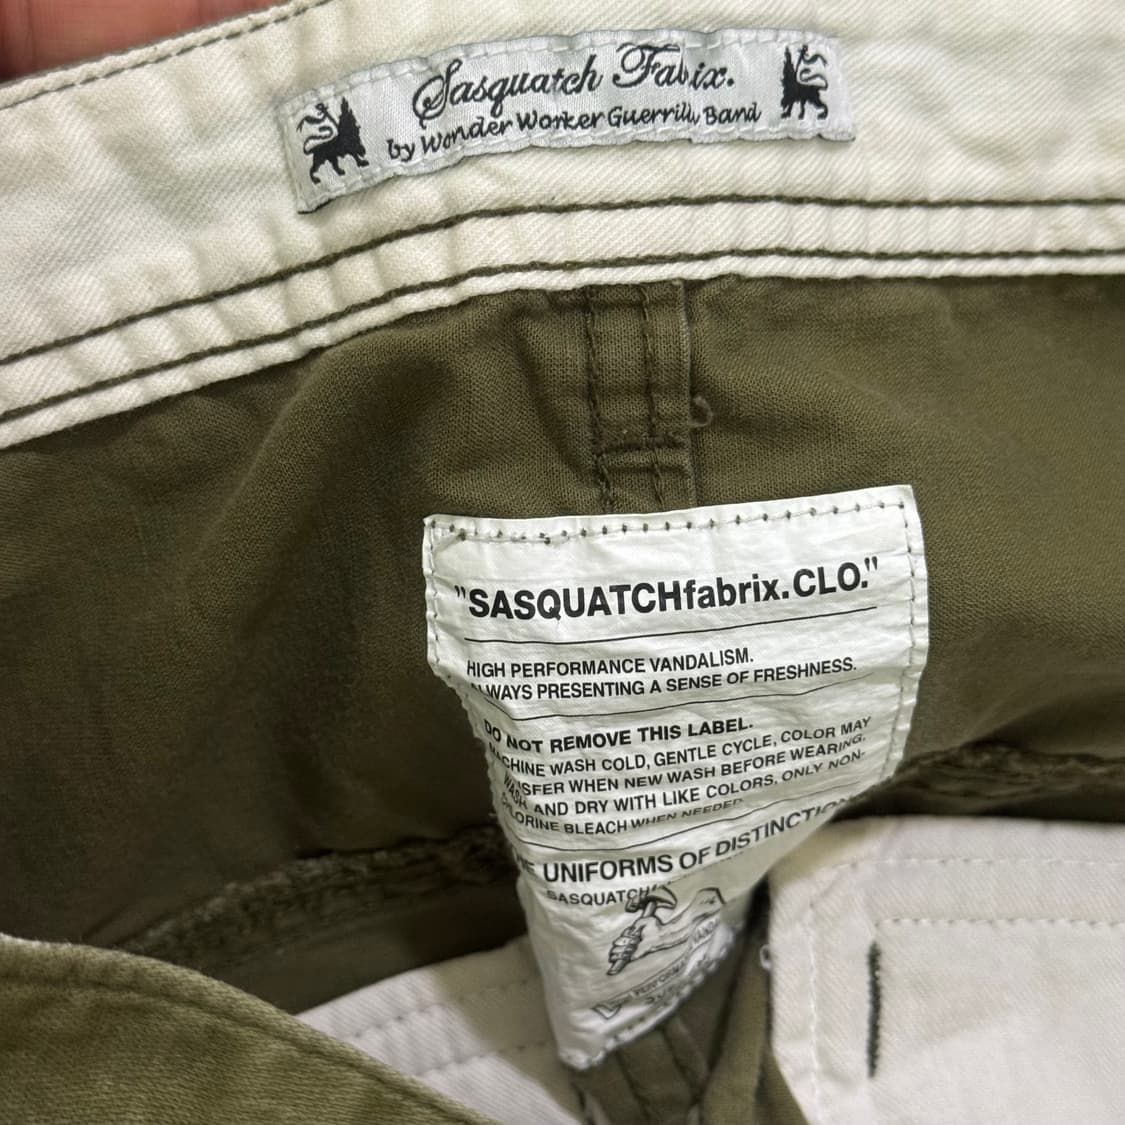 Sasquatch Fabrix.
by Wonder Worker Guerrilla Band
"SASQUATCHfabrix.CLO."
HIGH PERFORMANCE VANDALISM.
ALWAYS PRESENTING A SENSE OF FRESHNESS.
DO NOT REMOVE THIS LABEL.
MACHINE WASH COLD, GENTLE CYCLE, COLOR MAY
TRANSFER WHEN NEW WASH BEFORE WEARING.
WASH AND DRY WITH LIKE COLORS, ONLY NON-
CHLORINE BLEACH WHEN NEEDED
THE UNIFORMS OF DISTINCTION
SASQUATCH